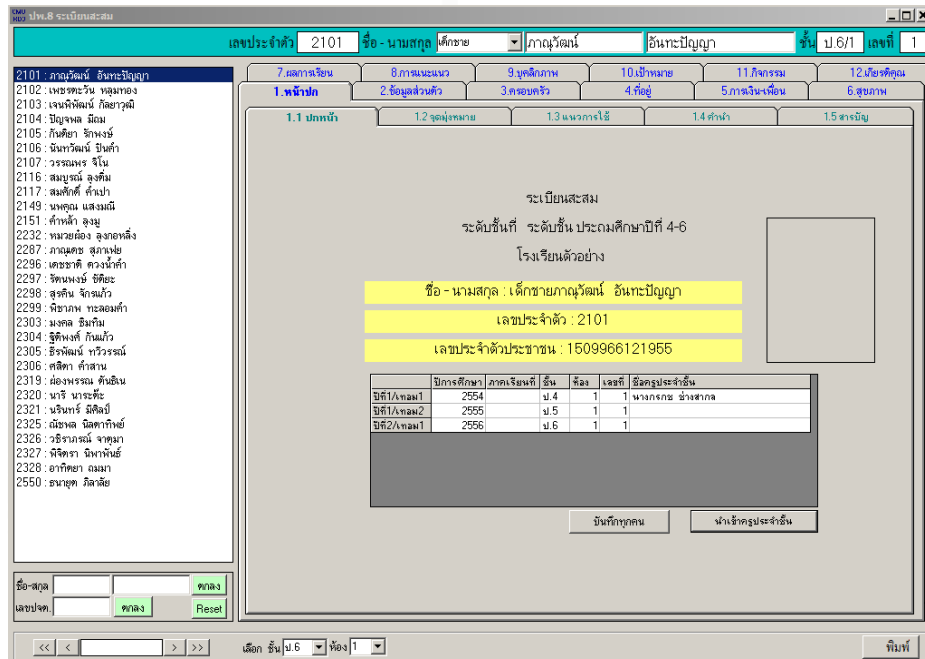 CMU HDJ ปพ.8 ระเบียนสะสม
เลขประจำตัว 2101 ชื่อ - นามสกุล เด็กชาย ภาณุวัฒน์ อันทะปัญญา ชั้น ป.6/1 เลขที่ 1
7.ผลการเรียน 8.การแนะแนว 9.บุคลิกภาพ 10.เป้าหมาย 11.กิจกรรม 12.เกียรติคุณ
1.หน้าปก 2.ข้อมูลส่วนตัว 3.ครอบครัว 4.ที่อยู่ 5.การเงิน-เพื่อน 6.สุขภาพ
1.1 ปกหน้า 1.2 จุดมุ่งหมาย 1.3 แนวการใช้ 1.4 คำนำ 1.5 สารบัญ
2101 : ภาณุวัฒน์ อันทะปัญญา
2102 : เพชรตะวัน หลุมทอง
2103 : เจนพิพัฒน์ กัลยาวุฒิ
2104 : ปัญจพล มีถม
2105 : กันติยา รักพงษ์
2106 : นันทวัฒน์ ปินคำ
2107 : วรรณพร จิโน
2116 : สมบูรณ์ ลุงติ่ม
2117 : สมศักดิ์ คำเปา
2149 : นพคุณ แสงมณี
2151 : คำหล้า ลุงมู
2232 : หมวยผ่อง ลุงกอหลิ่ง
2287 : ภาณุเดช สุภาเฟย
2296 : เดชชาติ ดวงน้ำคำ
2297 : รัตนพงษ์ ขัติยะ
2298 : สุรติน จักรแก้ว
2299 : พิชาภพ ทะลอมคำ
2303 : มงคล ชิมทิม
2304 : ฐิติพงศ์ กันแก้ว
2305 : ธีรพัฒน์ ทวีวรรณ์
2306 : ศลิตา คำสาน
2319 : ผ่องพรรณ ตันธิน
2320 : นารี นาระต๊ะ
2321 : นรินทร์ มีศิลป์
2325 : ณัชพล นิลตาทิพย์
2326 : วชิราภรณ์ จาตุมา
2327 : พิจิตรา นิพาพันธ์
2328 : อาทิตยา ถมมา
2550 : ธนายุต ภิลาลัย
ระเบียนสะสม
ระดับชั้นที่ ระดับชั้น ประถมศึกษาปีที่ 4-6
โรงเรียนตัวอย่าง
ชื่อ - นามสกุล : เด็กชายภาณุวัฒน์ อันทะปัญญา
เลขประจำตัว : 2101
เลขประจำตัวประชาชน : 1509966121955
ปีการศึกษา ภาคเรียนที่ ชั้น ห้อง เลขที่ ชื่อครูประจำชั้น
ปีที่1/เทอม1 2554 ป.4 1 1 นางกรกช ช่างสากล
ปีที่1/เทอม2 2555 ป.5 1 1
ปีที่2/เทอม1 2556 ป.6 1 1
บันทึกทุกคน นำเข้าครูประจำชั้น
ชื่อ-สกุล ตกลง
เลขปจต. ตกลง Reset
<< < > >> เลือก ชั้น ป.6 ห้อง 1 พิมพ์